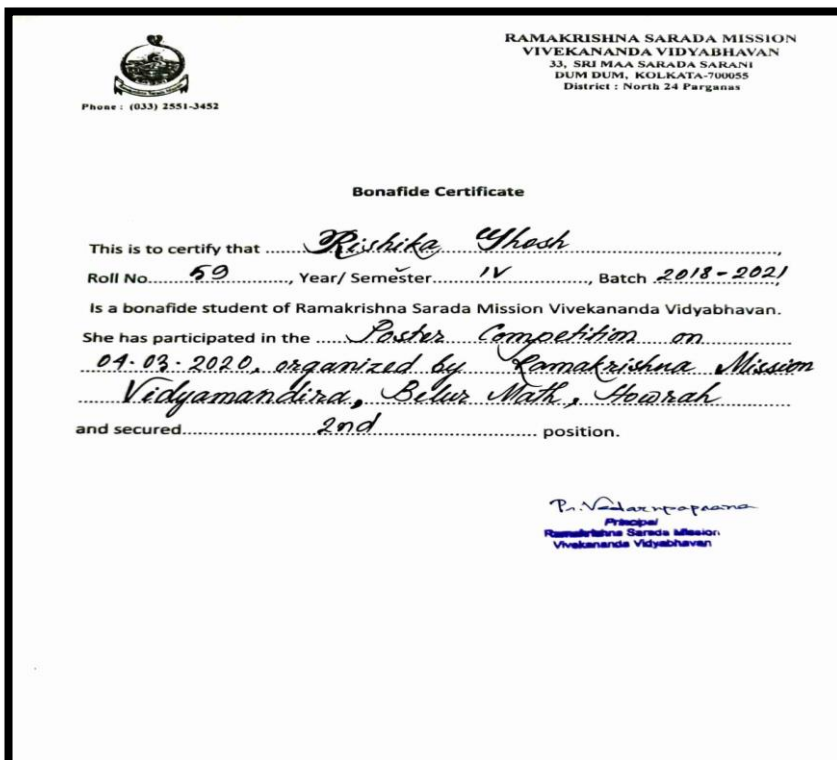 RAMAKRISHNA SARADA MISSION
VIVEKANANDA VIDYABHAVAN
33, SRI MAA SARADA SARANI
DUM DUM, KOLKATA-700055
District : North 24 Parganas
Phone : (033) 2551-3452
Bonafide Certificate
This is to certify that ......Rishika Ghosh......,
Roll No......59......, Year/ Semester......IV......, Batch ..2018-2021,
Is a bonafide student of Ramakrishna Sarada Mission Vivekananda Vidyabhavan.
She has participated in the ......Poster Competition on
04-03-2020, organized by Ramakrishna Mission
Vidyamandira, Belur Math, Howrah
and secured......2nd...... position.
Principal
Ramakrishna Sarada Mission
Vivekananda Vidyabhavan